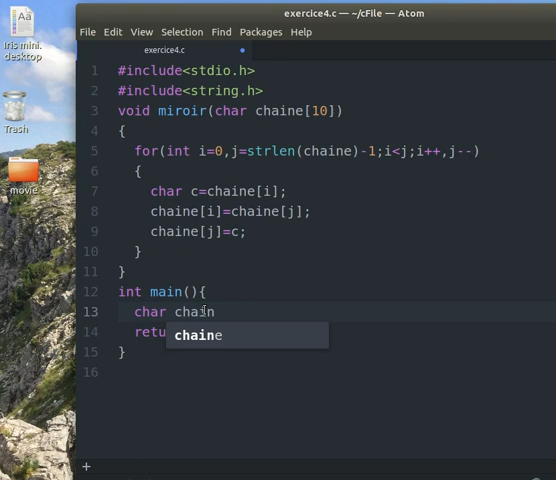 exercice4.c — ~/cFile — Atom
File Edit View Selection Find Packages Help
exercice4.c
Iris mini.
desktop
Trash
movie
1 #include<stdio.h>
2 #include<string.h>
3 void miroir(char chaine[10])
4 {
5 for(int i=0,j=strlen(chaine)-1;i<j;i++,j--)
6 {
7 char c=chaine[i];
8 chaine[i]=chaine[j];
9 chaine[j]=c;
10 }
11 }
12 int main(){
13 char chain
14 retu
chaine
15 }
16
+